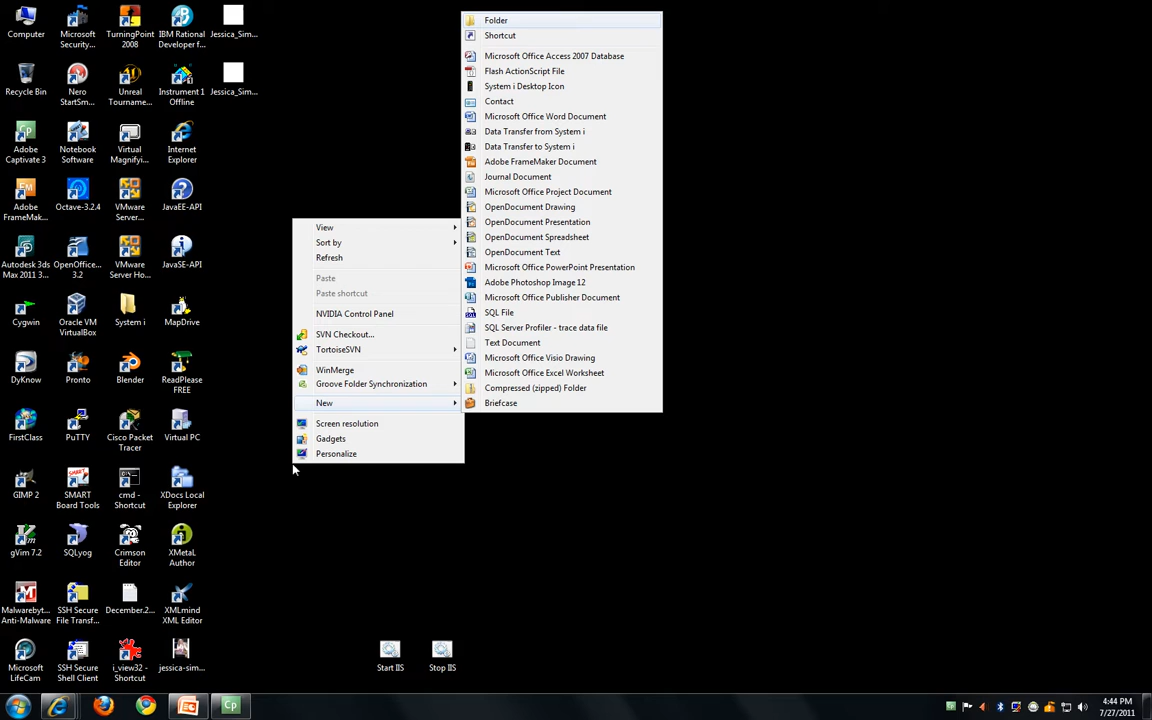 Computer
Microsoft
Security...
TurningPoint
2008
IBM Rational
Developer f...
Jessica_Sim...
Recycle Bin
Nero
StartSm...
Unreal
Tourname...
Instrument 1
Offline
Jessica_Sim...
Adobe
Captivate 3
Notebook
Software
Virtual
Magnifyi...
Internet
Explorer
Adobe
FrameMak...
Octave-3.2.4
VMware
Server...
JavaEE-API
Autodesk 3ds
Max 2011 3...
OpenOffice...
3.2
VMware
Server Ho...
JavaSE-API
Cygwin
Oracle VM
VirtualBox
System i
MapDrive
DyKnow
Pronto
Blender
ReadPlease
FREE
FirstClass
PuTTY
Cisco Packet
Tracer
Virtual PC
GIMP 2
SMART
Board Tools
cmd -
Shortcut
XDocs Local
Explorer
gVim 7.2
SQLyog
Crimson
Editor
XMetaL
Author
Malwarebyt...
Anti-Malware
SSH Secure
File Transf...
December.2...
XMLmind
XML Editor
Microsoft
LifeCam
SSH Secure
Shell Client
i_view32 -
Shortcut
jessica-sim...
Start IIS
Stop IIS
View
Sort by
Refresh
Paste
Paste shortcut
NVIDIA Control Panel
SVN Checkout...
TortoiseSVN
WinMerge
Groove Folder Synchronization
New
Screen resolution
Gadgets
Personalize
Folder
Shortcut
Microsoft Office Access 2007 Database
Flash ActionScript File
System i Desktop Icon
Contact
Microsoft Office Word Document
Data Transfer from System i
Data Transfer to System i
Adobe FrameMaker Document
Journal Document
Microsoft Office Project Document
OpenDocument Drawing
OpenDocument Presentation
OpenDocument Spreadsheet
OpenDocument Text
Microsoft Office PowerPoint Presentation
Adobe Photoshop Image 12
Microsoft Office Publisher Document
SQL File
SQL Server Profiler - trace data file
Text Document
Microsoft Office Visio Drawing
Microsoft Office Excel Worksheet
Compressed (zipped) Folder
Briefcase
Cp
4:44 PM
7/27/2011